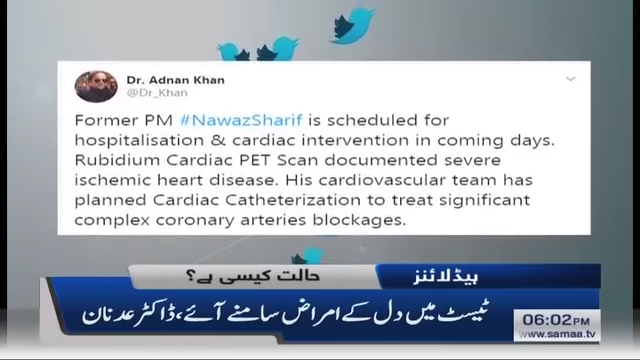 Dr. Adnan Khan
@Dr_Khan
Former PM #NawazSharif is scheduled for
hospitalisation & cardiac intervention in coming days.
Rubidium Cardiac PET Scan documented severe
ischemic heart disease. His cardiovascular team has
planned Cardiac Catheterization to treat significant
complex coronary arteries blockages.
ہیڈلائنز
حالت کیسی ہے؟
ٹیسٹ میں دل کے امراض سامنے آئے، ڈاکٹر عدنان
06:02PM
www.samaa.tv